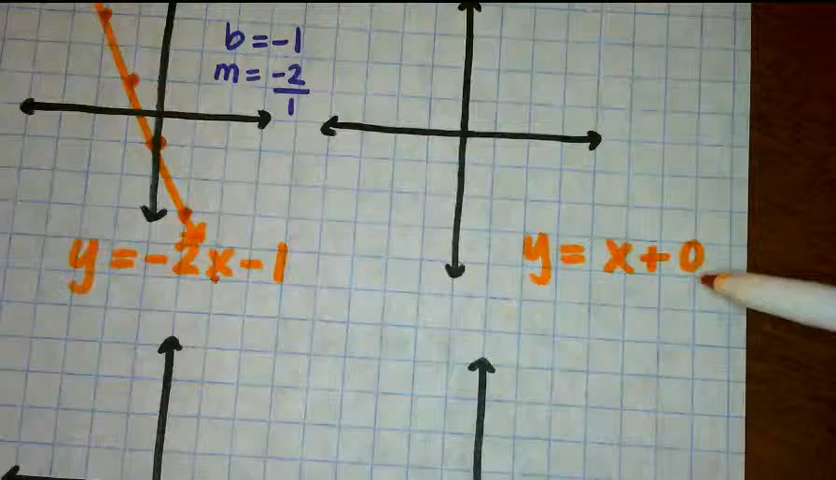 b = -1
m = -2
1
y = -2x - 1
y = x + 0